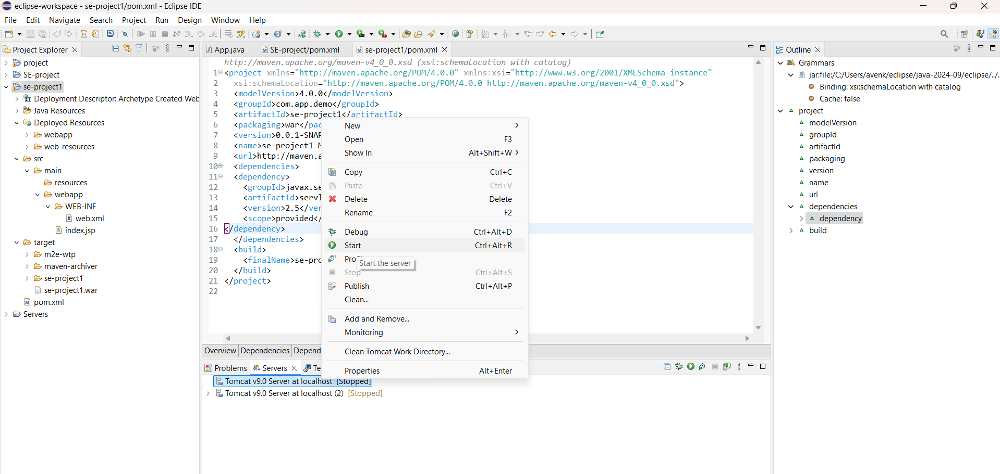 eclipse-workspace - se-project1/pom.xml - Eclipse IDE
File Edit Navigate Search Project Run Design Window Help
Project Explorer
project
SE-project
se-project1
Deployment Descriptor: Archetype Created Web
Java Resources
Deployed Resources
webapp
web-resources
src
main
resources
webapp
WEB-INF
web.xml
index.jsp
target
m2e-wtp
maven-archiver
se-project1
se-project1.war
pom.xml
Servers
App.java SE-project/pom.xml se-project1/pom.xml
http://maven.apache.org/maven-v4_0_0.xsd (xsi:schemaLocation with catalog)
1 <project xmlns="http://maven.apache.org/POM/4.0.0" xmlns:xsi="http://www.w3.org/2001/XMLSchema-instance"
2 xsi:schemaLocation="http://maven.apache.org/POM/4.0.0 http://maven.apache.org/maven-v4_0_0.xsd">
3 <modelVersion>4.0.0</modelVersion>
4 <groupId>com.app.demo</groupId>
5 <artifactId>se-project1</artifactId>
6 <packaging>war</pac
7 <version>0.0.1-SNAP
8 <name>se-project1 M
9 <url>http://maven.a
10 <dependencies>
11 <dependency>
12 <groupId>javax.se
13 <artifactId>servl
14 <version>2.5</ver
15 <scope>provided</
16 </dependency>
17 </dependencies>
18 <build>
19 <finalName>se-pro
20 </build>
21 </project>
22
New
Open F3
Show In Alt+Shift+W
Copy Ctrl+C
Paste Ctrl+V
Delete Delete
Rename F2
Debug Ctrl+Alt+D
Start Ctrl+Alt+R
Prof
Start the server
Stop Ctrl+Alt+S
Publish Ctrl+Alt+P
Clean...
Add and Remove...
Monitoring
Clean Tomcat Work Directory...
Properties Alt+Enter
Overview Dependencies Depend
Problems Servers Te
Tomcat v9.0 Server at localhost [Stopped]
Tomcat v9.0 Server at localhost (2) [Stopped]
Outline
Grammars
jar:file:/C:/Users/avenk/eclipse/java-2024-09/eclipse/../.
Binding: xsi:schemaLocation with catalog
Cache: false
project
modelVersion
groupId
artifactId
packaging
version
name
url
dependencies
dependency
build